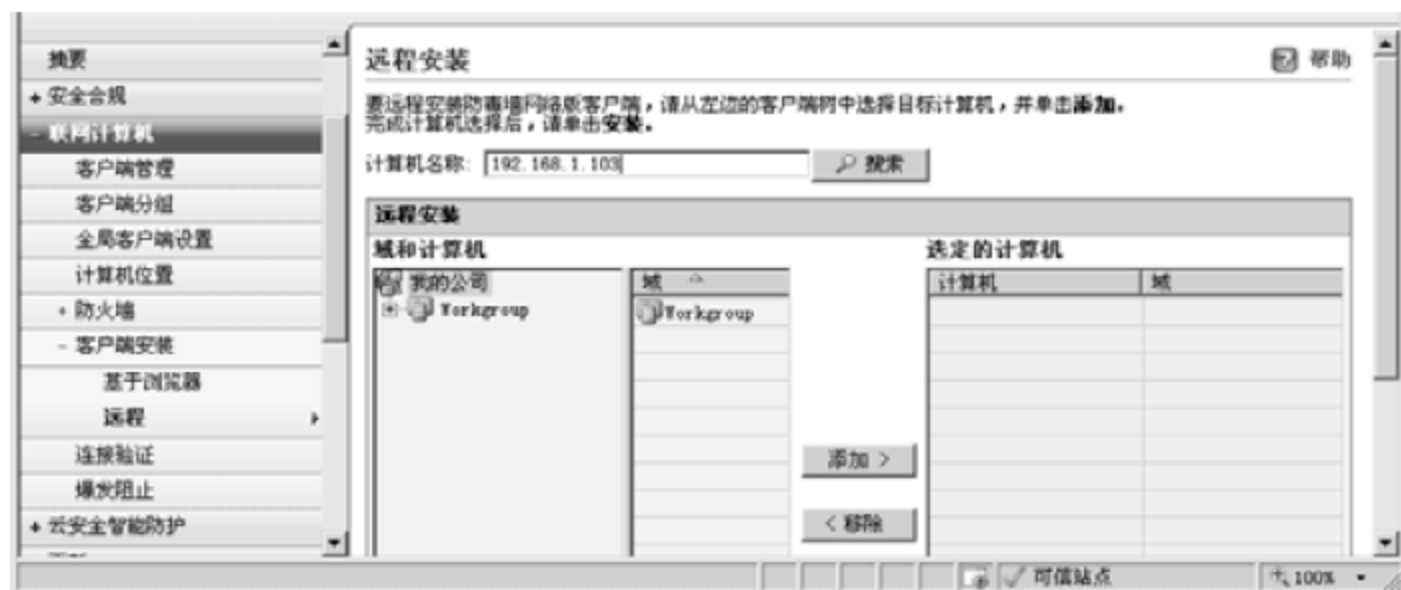 摘要
+ 安全合规
- 联网计算机
客户端管理
客户端分组
全局客户端设置
计算机位置
+ 防火墙
- 客户端安装
基于浏览器
远程
连接验证
爆发阻止
+ 云安全智能防护
远程安装
帮助
要远程安装防毒墙网络版客户端，请从左边的客户端树中选择目标计算机，并单击添加。
完成计算机选择后，请单击安装。
计算机名称: 192.168.1.103 搜索
远程安装
域和计算机
我的公司
Workgroup
域
Workgroup
添加 >
< 移除
选定的计算机
计算机 域
可信站点
100%